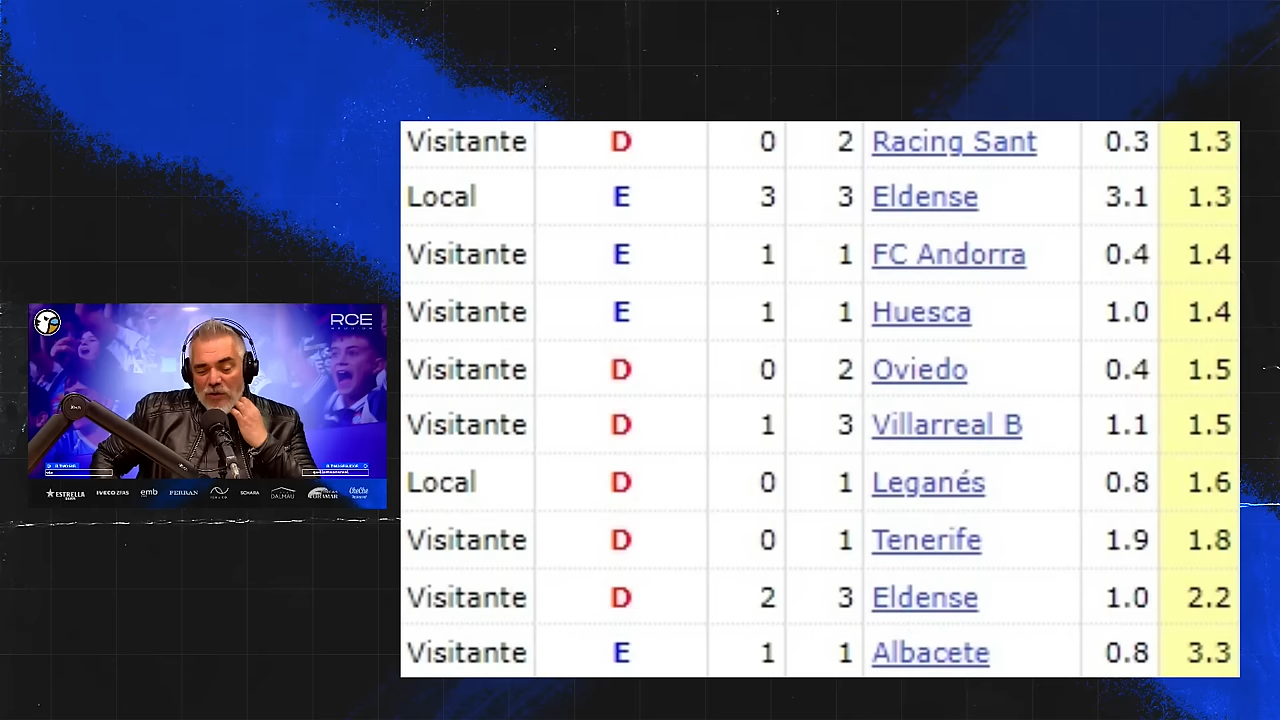 Visitante D 0 2 Racing Sant 0.3 1.3
Local E 3 3 Eldense 3.1 1.3
Visitante E 1 1 FC Andorra 0.4 1.4
Visitante E 1 1 Huesca 1.0 1.4
Visitante D 0 2 Oviedo 0.4 1.5
Visitante D 1 3 Villarreal B 1.1 1.5
Local D 0 1 Leganés 0.8 1.6
Visitante D 0 1 Tenerife 1.9 1.8
Visitante D 2 3 Eldense 1.0 2.2
Visitante E 1 1 Albacete 0.8 3.3
RCE
ESTRELLA
IVECO
emb
FERRAN
SCHARA
DALMAU